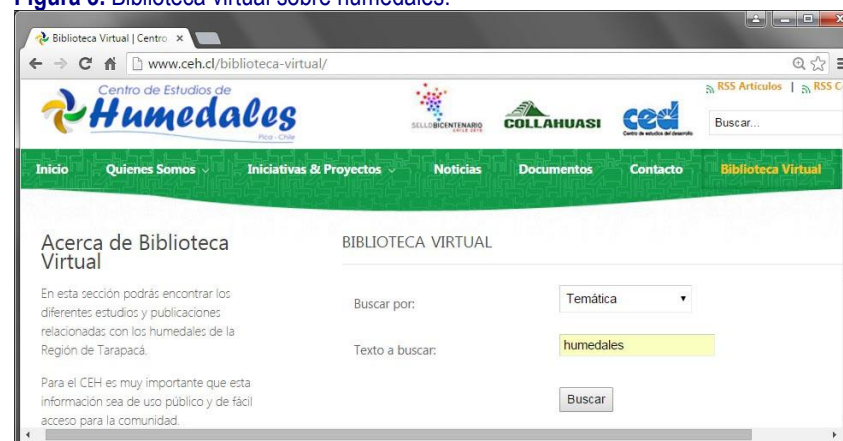 Figura 3. Biblioteca virtual sobre humedales.
Biblioteca Virtual | Centro
www.ceh.cl/biblioteca-virtual/
RSS Artículos | RSS C
Centro de Estudios de
Humedales
Pica - Chile
SELLOBICENTENARIO
CHILE 2010
COLLAHUASI
ced
Centro de estudios del desarrollo
Buscar...
Inicio Quienes Somos Iniciativas & Proyectos Noticias Documentos Contacto Biblioteca Virtual
Acerca de Biblioteca
Virtual
En esta sección podrás encontrar los
diferentes estudios y publicaciones
relacionadas con los humedales de la
Región de Tarapacá.
Para el CEH es muy importante que esta
información sea de uso público y de fácil
acceso para la comunidad.
BIBLIOTECA VIRTUAL
Buscar por: Temática
Texto a buscar: humedales
Buscar